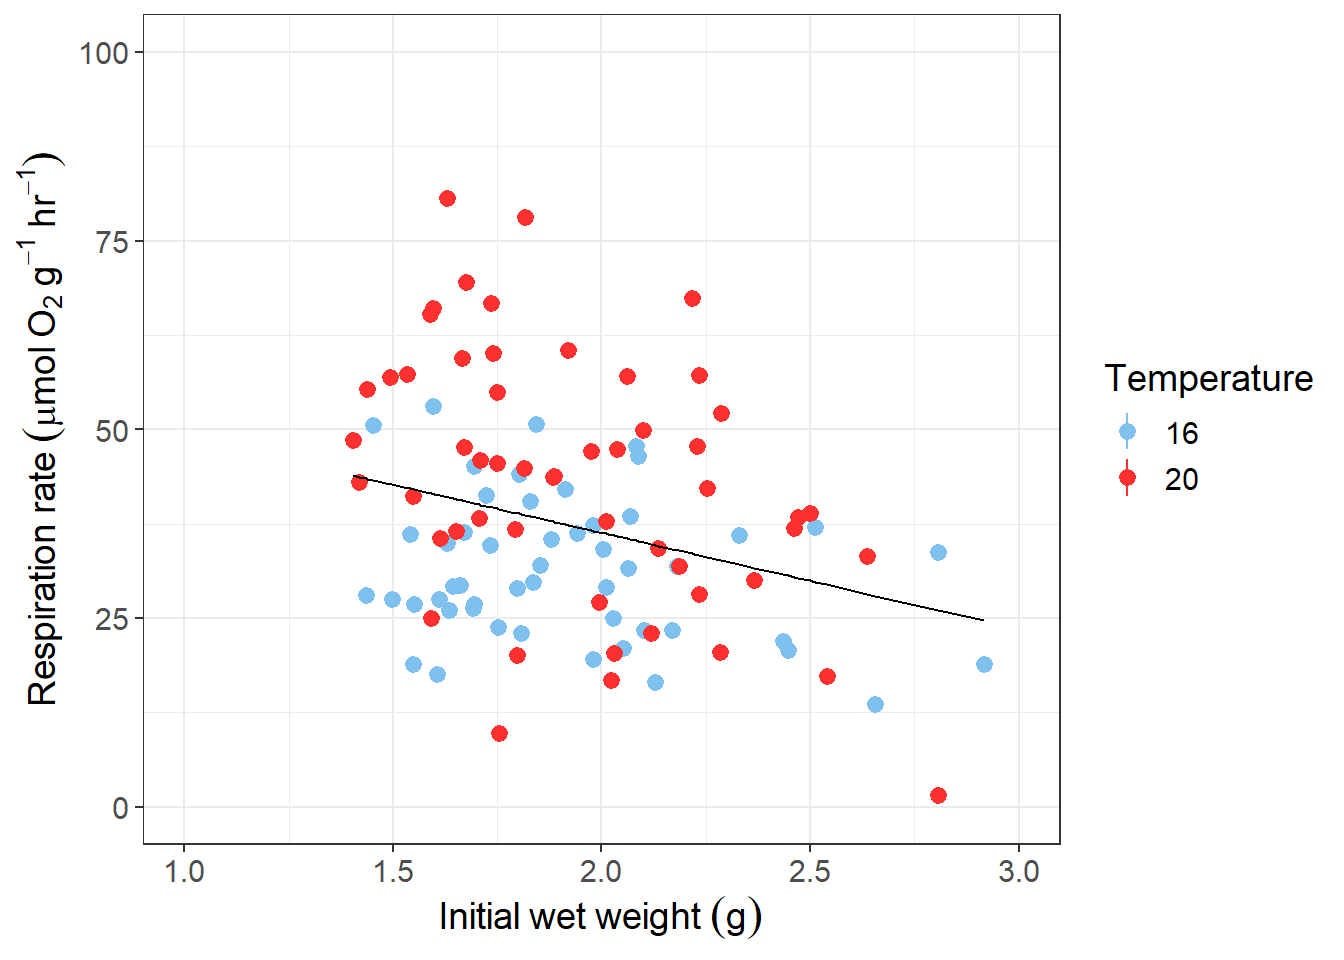 100
75
50
25
0
Respiration rate (μmol O₂ g⁻¹ hr⁻¹)
1.0 1.5 2.0 2.5 3.0
Initial wet weight (g)
Temperature
16
20